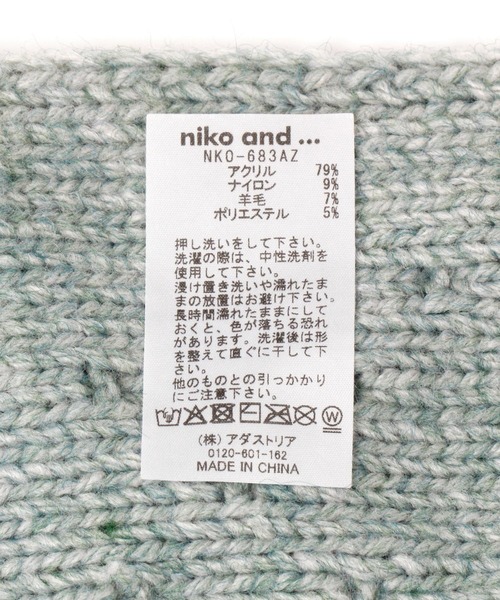 niko and ...
NKO-683AZ
アクリル 79%
ナイロン 9%
羊毛 7%
ポリエステル 5%
押し洗いをして下さい。
洗濯の際は、中性洗剤を
使用して下さい。
浸け置き洗いや濡れたま
まの放置はお避け下さい。
長時間濡れたままにして
おくと、色が落ちる恐れ
があります。洗濯後は形
を整えて直ぐに干して下
さい。
他のものとの引っかかり
にご注意下さい。
W
(株) アダストリア
0120-601-162
MADE IN CHINA